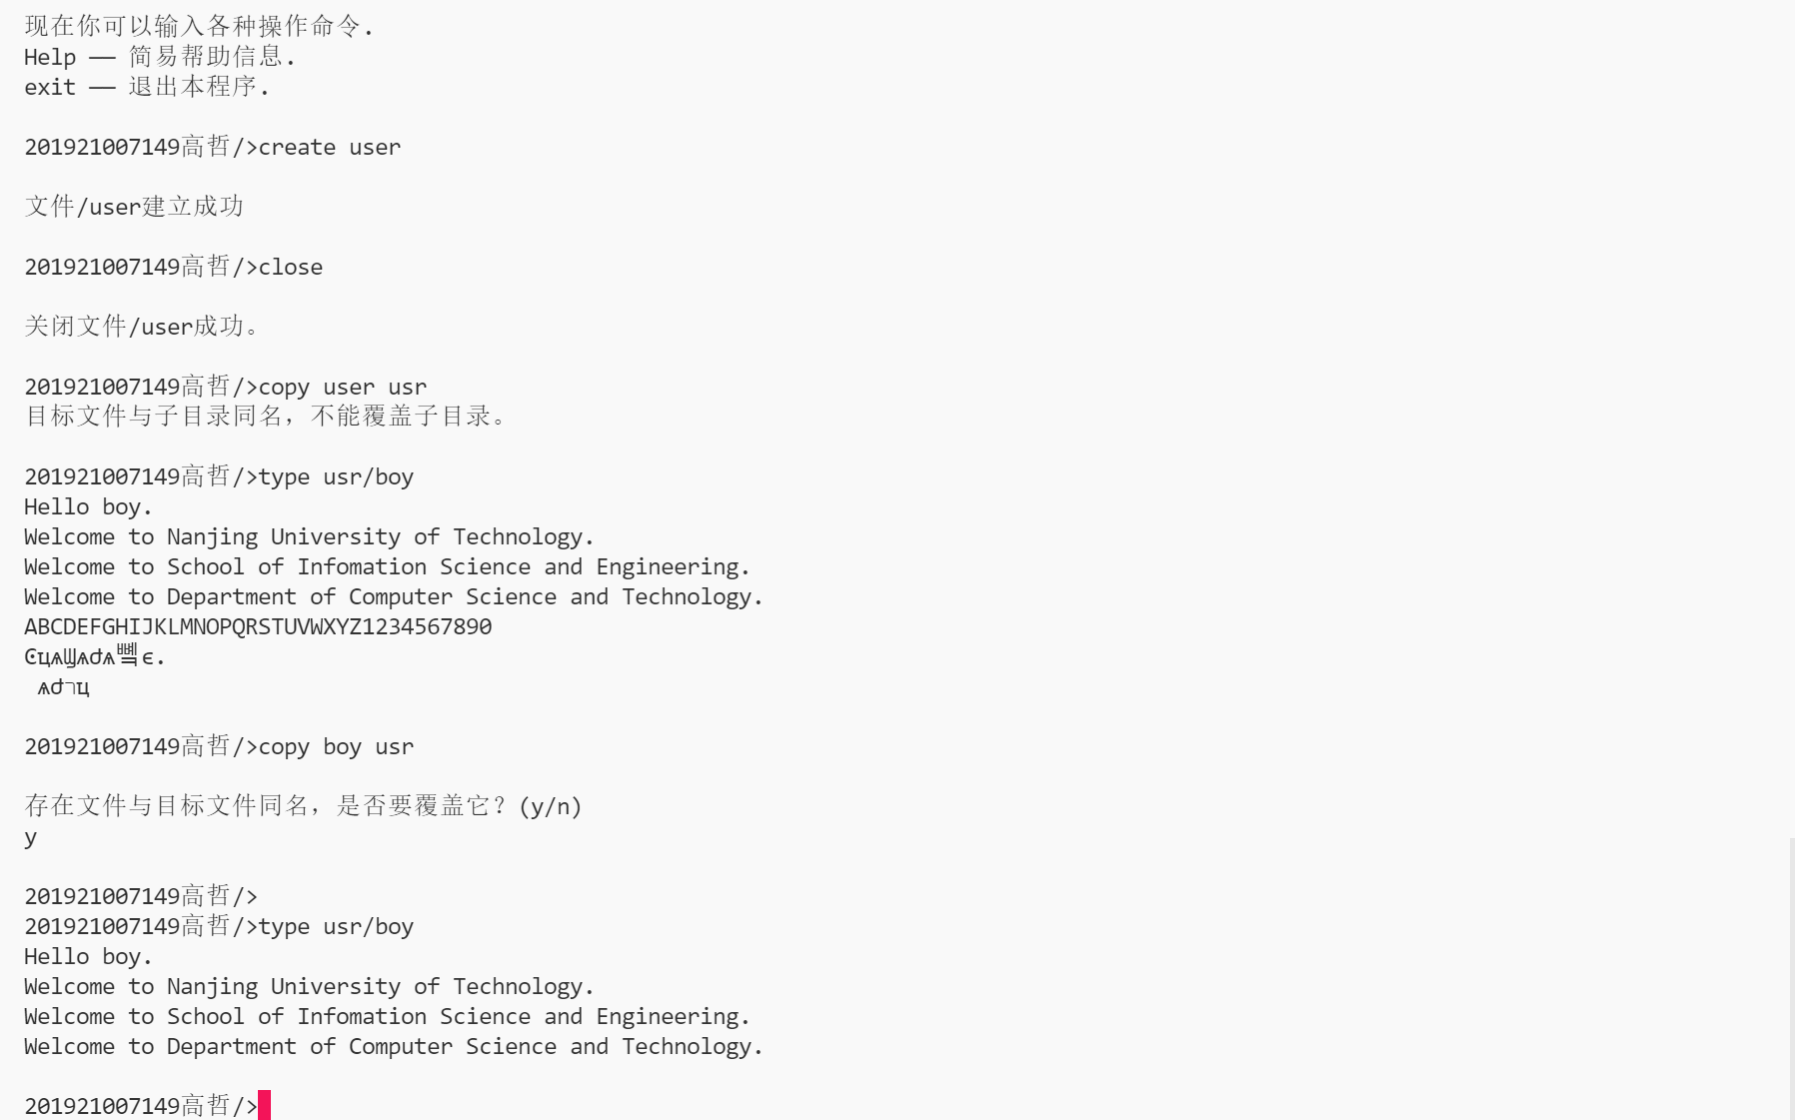 现在你可以输入各种操作命令.
Help —— 简易帮助信息.
exit —— 退出本程序.
201921007149高哲/>create user
文件/user建立成功
201921007149高哲/>close
关闭文件/user成功。
201921007149高哲/>copy user usr
目标文件与子目录同名，不能覆盖子目录。
201921007149高哲/>type usr/boy
Hello boy.
Welcome to Nanjing University of Technology.
Welcome to School of Infomation Science and Engineering.
Welcome to Department of Computer Science and Technology.
ABCDEFGHIJKLMNOPQRSTUVWXYZ1234567890
201921007149高哲/>copy boy usr
存在文件与目标文件同名，是否要覆盖它？(y/n)
y
201921007149高哲/>
201921007149高哲/>type usr/boy
Hello boy.
Welcome to Nanjing University of Technology.
Welcome to School of Infomation Science and Engineering.
Welcome to Department of Computer Science and Technology.
201921007149高哲/>